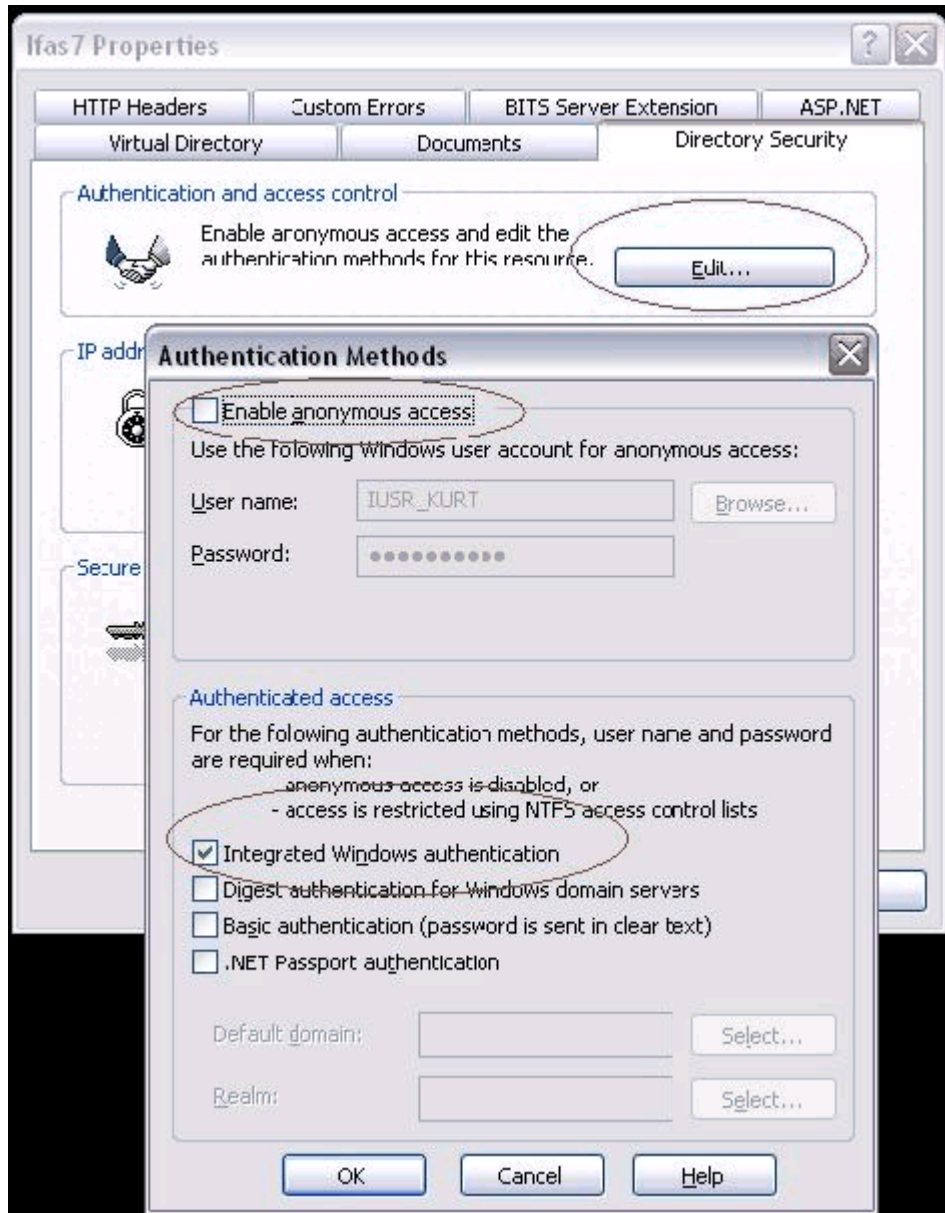 Ifas7 Properties
HTTP Headers
Custom Errors
BITS Server Extension
ASP.NET
Virtual Directory
Documents
Directory Security
Authentication and access control
Enable anonymous access and edit the
authentication methods for this resource.
Edit...
IP addr
Secure
Authentication Methods
Enable anonymous access
Use the following Windows user account for anonymous access:
User name:
IUSR_KURT
Browse...
Password:
●●●●●●●●●●
Authenticated access
For the following authentication methods, user name and password
are required when:
- anonymous access is disabled, or
- access is restricted using NTFS access control lists
Integrated Windows authentication
Digest authentication for Windows domain servers
Basic authentication (password is sent in clear text)
.NET Passport authentication
Default domain:
Select...
Realm:
Select...
OK
Cancel
Help